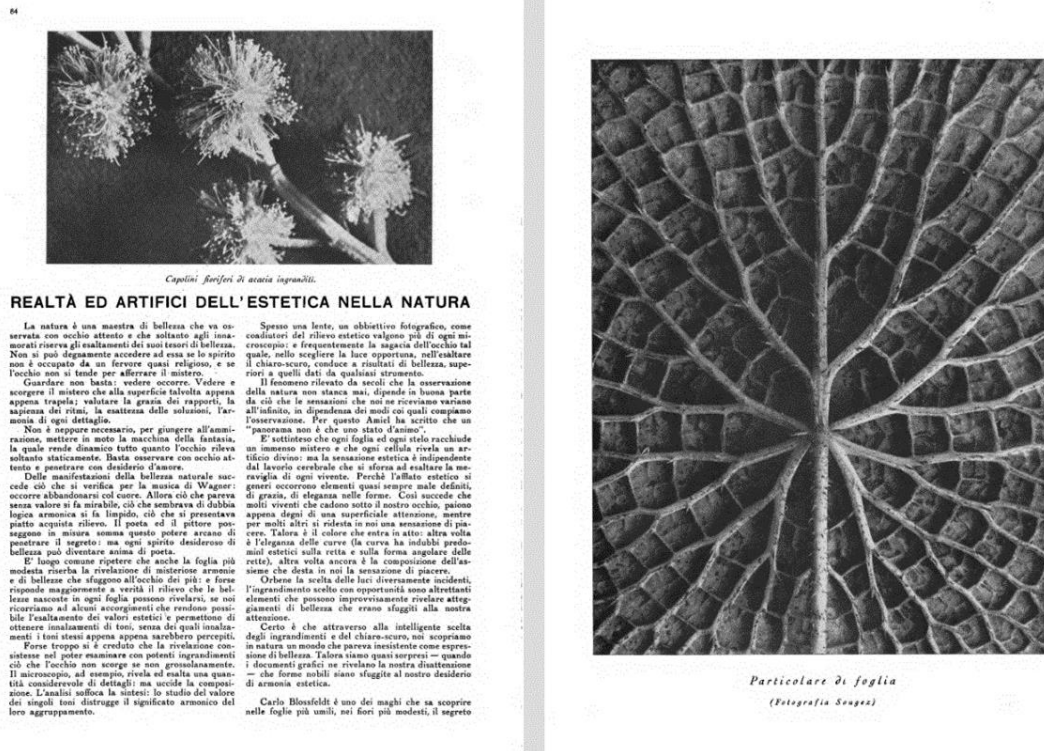 64
Capolini fioriferi di acacia ingranditi.
REALTÀ ED ARTIFICI DELL'ESTETICA NELLA NATURA
La natura è una maestra di bellezza che va os-
servata con occhio attento e che soltanto agli inna-
morati riserva gli esaltamenti dei suoi tesori di bellezza.
Non si può degnamente accedere ad essa se lo spirito
non è occupato da un fervore quasi religioso, e se
l'occhio non si tende per afferrare il mistero.
Guardare non basta: vedere occorre. Vedere e
scorgere il mistero che alla superficie talvolta appena
appena trapela; valutare la grazia dei rapporti, la
sapienza dei ritmi, la esattezza delle soluzioni, l'ar-
monia di ogni dettaglio.
Non è neppure necessario, per giungere all'ammi-
razione, mettere in moto la macchina della fantasia,
la quale rende dinamico tutto quanto l'occhio rileva
soltanto staticamente. Basta osservare con occhio at-
tento e penetrare con desiderio d'amore.
Delle manifestazioni della bellezza naturale suc-
cede ciò che si verifica per la musica di Wagner:
occorre abbandonarsi col cuore. Allora ciò che pareva
senza valore si fa mirabile, ciò che sembrava di dubbia
logica armonica si fa limpido, ciò che si presentava
piatto acquista rilievo. Il poeta ed il pittore pos-
seggono in misura somma questo potere arcano di
penetrare il segreto: ma ogni spirito desideroso di
bellezza può diventare anima di poeta.
E' luogo comune ripetere che anche la foglia più
modesta riserba la rivelazione di misteriose armonie
e di bellezze che sfuggono all'occhio dei più: e forse
risponde maggiormente a verità il rilievo che le bel-
lezze nascoste in ogni foglia possono rivelarsi, se noi
ricorriamo ad alcuni accorgimenti che rendono possi-
bile l'esaltamento dei valori estetici e permettono di
ottenere innalzamenti di toni, senza dei quali innalza-
menti i toni stessi appena appena sarebbero percepiti.
Forse troppo si è creduto che la rivelazione con-
sistesse nel poter esaminare con potenti ingrandimenti
ciò che l'occhio non scorge se non grossolanamente.
Il microscopio, ad esempio, rivela ed esalta una quan-
tità considerevole di dettagli: ma uccide la composi-
zione. L'analisi soffoca la sintesi: lo studio del valore
dei singoli toni distrugge il significato armonico del
loro aggruppamento.
Spesso una lente, un obbiettivo fotografico, come
coadiutori del rilievo estetico valgono più di ogni mi-
croscopio: e frequentemente la sagacia dell'occhio tal
quale, nello scegliere la luce opportuna, nell'esaltare
il chiaro-scuro, conduce a risultati di bellezza, supe-
riori a quelli dati da qualsiasi strumento.
Il fenomeno rilevato da secoli che la osservazione
della natura non stanca mai, dipende in buona parte
da ciò che le sensazioni che noi ne riceviamo variano
all'infinito, in dipendenza dei modi coi quali compiamo
l'osservazione. Per questo Amiel ha scritto che un
"panorama non è che uno stato d'animo".
E' sottinteso che ogni foglia ed ogni stelo racchiude
un immenso mistero e che ogni cellula rivela un ar-
tificio divino: ma la sensazione estetica è indipendente
dal lavorio cerebrale che si sforza ad esaltare la me-
raviglia di ogni vivente. Perchè l'afflato estetico si
generi occorrono elementi quasi sempre male definiti,
di grazia, di eleganza nelle forme. Così succede che
molti viventi che cadono sotto il nostro occhio, paiono
appena degni di una superficiale attenzione, mentre
per molti altri si ridesta in noi una sensazione di pia-
cere. Talora è il colore che entra in atto: altra volta
è l'eleganza delle curve (la curva ha indubbi predo-
mini estetici sulla retta e sulla forma angolare delle
rette), altra volta ancora è la composizione dell'as-
sieme che desta in noi la sensazione di piacere.
Orbene la scelta delle luci diversamente incidenti,
l'ingrandimento scelto con opportunità sono altrettanti
elementi che possono improvvisamente rivelare atteg-
giamenti di bellezza che erano sfuggiti alla nostra
attenzione.
Certo è che attraverso alla intelligente scelta
degli ingrandimenti e del chiaro-scuro, noi scopriamo
in natura un mondo che pareva inesistente come espres-
sione di bellezza. Talora siamo quasi sorpresi — quando
i documenti grafici ne rivelano la nostra disattenzione
— che forme nobili siano sfuggite al nostro desiderio
di armonia estetica.
Carlo Blossfeldt è uno dei maghi che sa scoprire
nelle foglie più umili, nei fiori più modesti, il segreto
Particolare di foglia
(Fotografia Sougez)